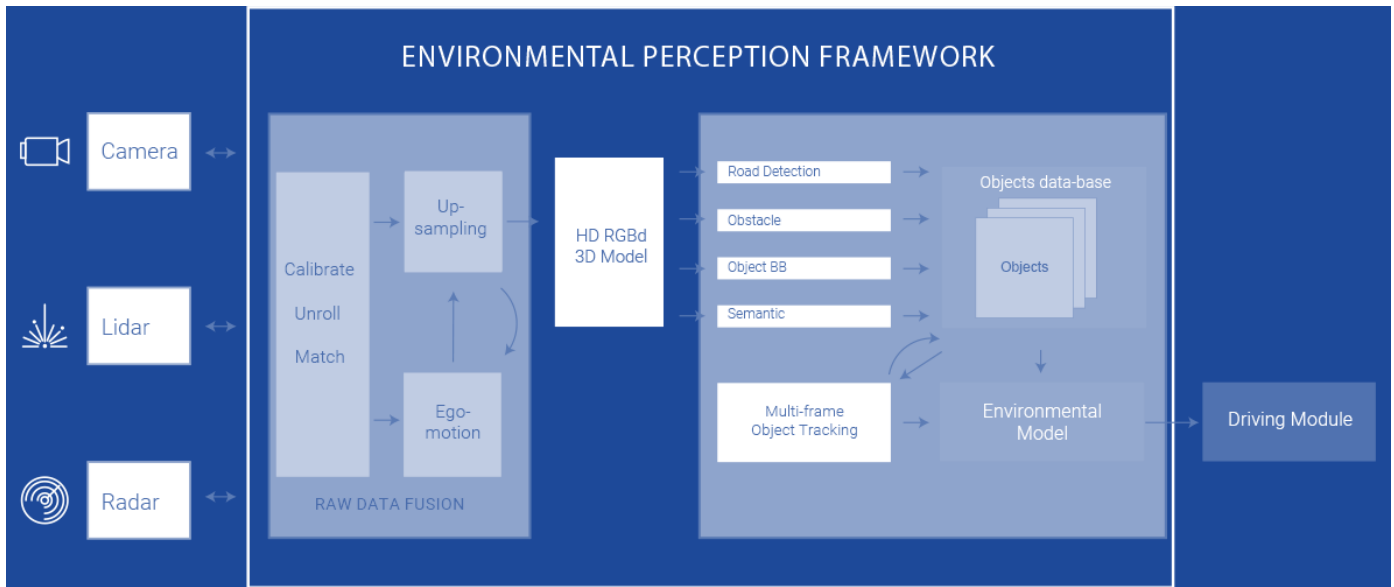 ENVIRONMENTAL PERCEPTION FRAMEWORK
Camera
Lidar
Radar
Calibrate
Unroll
Match
Up-
sampling
Ego-
motion
RAW DATA FUSION
HD RGBd
3D Model
Road Detection
Obstacle
Object BB
Semantic
Objects data-base
Objects
Multi-frame
Object Tracking
Environmental
Model
Driving Module